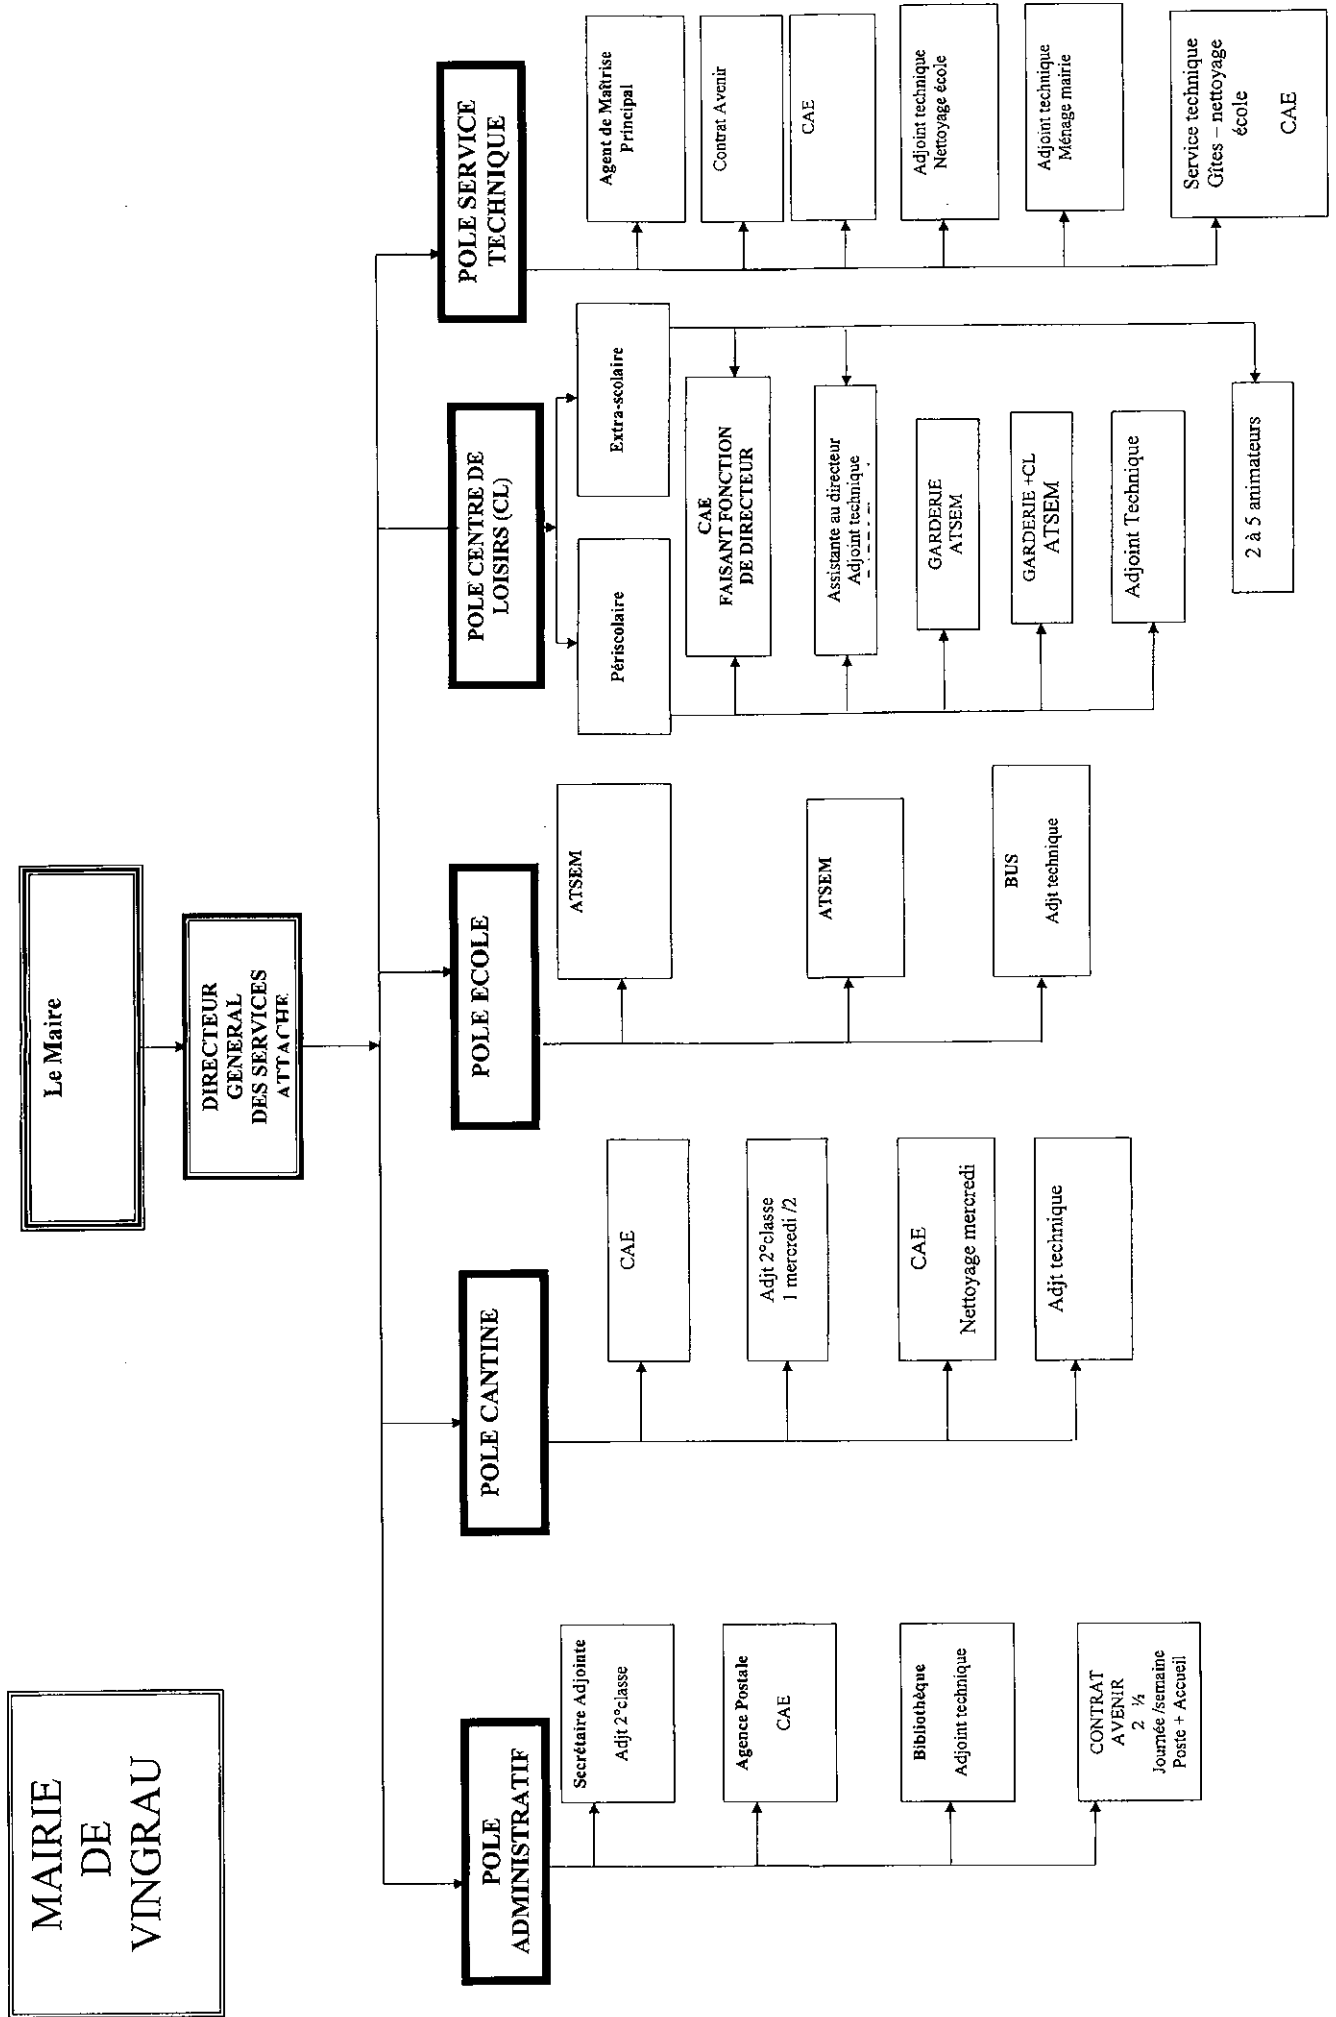 MAIRIE
DE
VINGRAU
Le Maire
DIRECTEUR
GENERAL
DES SERVICES
ATTACHE
POLE
ADMINISTRATIF
Secrétaire Adjointe
Adjt 2°classe
Agence Postale
CAE
Bibliothèque
Adjoint technique
CONTRAT
AVENIR
2 ½
Journée /semaine
Poste + Accueil
POLE CANTINE
CAE
Adjt 2°classe
1 mercredi /2
CAE
Nettoyage mercredi
Adjt technique
POLE ECOLE
ATSEM
ATSEM
BUS
Adjt technique
POLE CENTRE DE
LOISIRS (CL)
Périscolaire
Extra-scolaire
CAE
FAISANT FONCTION
DE DIRECTEUR
Assistante au directeur
Adjoint technique
GARDERIE
ATSEM
GARDERIE +CL
ATSEM
Adjoint Technique
2 à 5 animateurs
POLE SERVICE
TECHNIQUE
Agent de Maîtrise
Principal
Contrat Avenir
CAE
Adjoint technique
Nettoyage école
Adjoint technique
Ménage mairie
Service technique
Gîtes – nettoyage
école
CAE